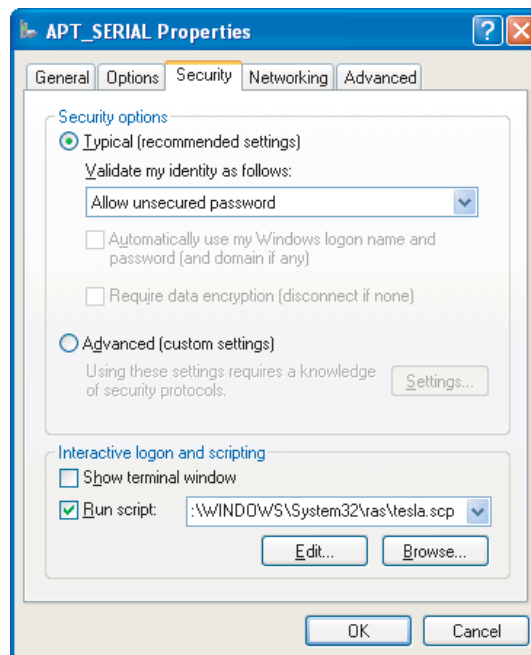 APT_SERIAL Properties
General Options Security Networking Advanced
Security options
Typical (recommended settings)
Validate my identity as follows:
Allow unsecured password
Automatically use my Windows logon name and
password (and domain if any)
Require data encryption (disconnect if none)
Advanced (custom settings)
Using these settings requires a knowledge
of security protocols.
Settings...
Interactive logon and scripting
Show terminal window
Run script: :\WINDOWS\System32\ras\tesla.scp
Edit... Browse...
OK Cancel